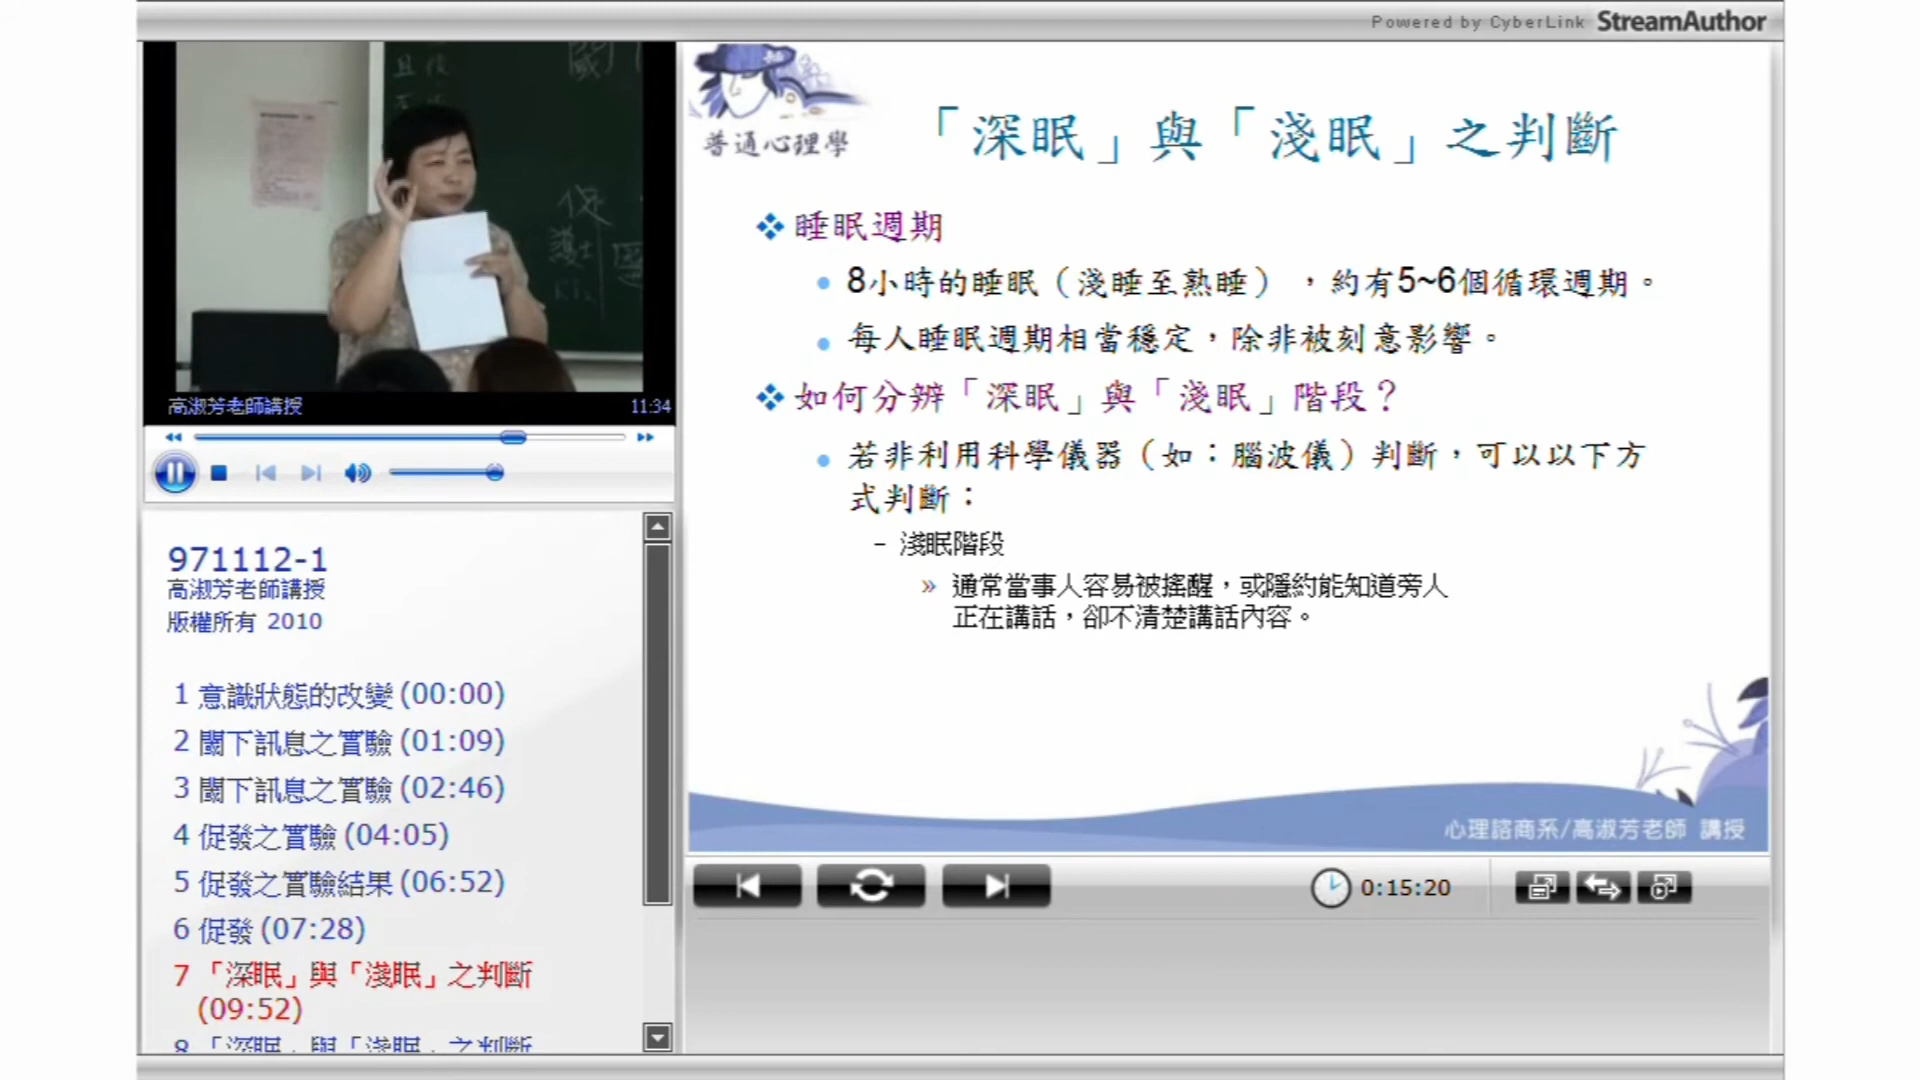 Powered by CyberLink StreamAuthor
高淑芳老師講授
11:34
971112-1
高淑芳老師講授
版權所有 2010
1 意識狀態的改變 (00:00)
2 閾下訊息之實驗 (01:09)
3 閾下訊息之實驗 (02:46)
4 促發之實驗 (04:05)
5 促發之實驗結果 (06:52)
6 促發 (07:28)
7 「深眠」與「淺眠」之判斷
(09:52)
8 「深眠」與「淺眠」之判斷
普通心理學
「深眠」與「淺眠」之判斷
❖ 睡眠週期
• 8小時的睡眠（淺睡至熟睡），約有5~6個循環週期。
• 每人睡眠週期相當穩定，除非被刻意影響。
❖ 如何分辨「深眠」與「淺眠」階段？
• 若非利用科學儀器（如：腦波儀）判斷，可以以下方
式判斷：
– 淺眠階段
» 通常當事人容易被搖醒，或隱約能知道旁人
正在講話，卻不清楚講話內容。
心理諮商系/高淑芳老師 講授
0:15:20